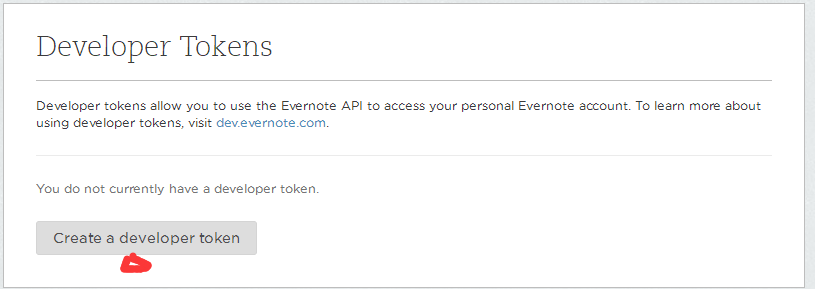 Developer Tokens
Developer tokens allow you to use the Evernote API to access your personal Evernote account. To learn more about
using developer tokens, visit dev.evernote.com.
You do not currently have a developer token.
Create a developer token